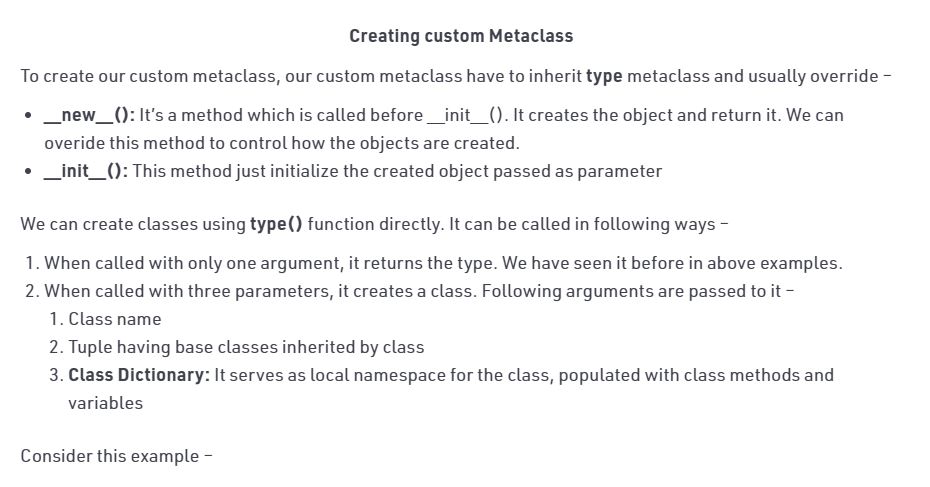 Creating custom Metaclass
To create our custom metaclass, our custom metaclass have to inherit type metaclass and usually override –
• __new__(): It’s a method which is called before __init__(). It creates the object and return it. We can
overide this method to control how the objects are created.
• __init__(): This method just initialize the created object passed as parameter
We can create classes using type() function directly. It can be called in following ways –
1. When called with only one argument, it returns the type. We have seen it before in above examples.
2. When called with three parameters, it creates a class. Following arguments are passed to it –
1. Class name
2. Tuple having base classes inherited by class
3. Class Dictionary: It serves as local namespace for the class, populated with class methods and
variables
Consider this example –